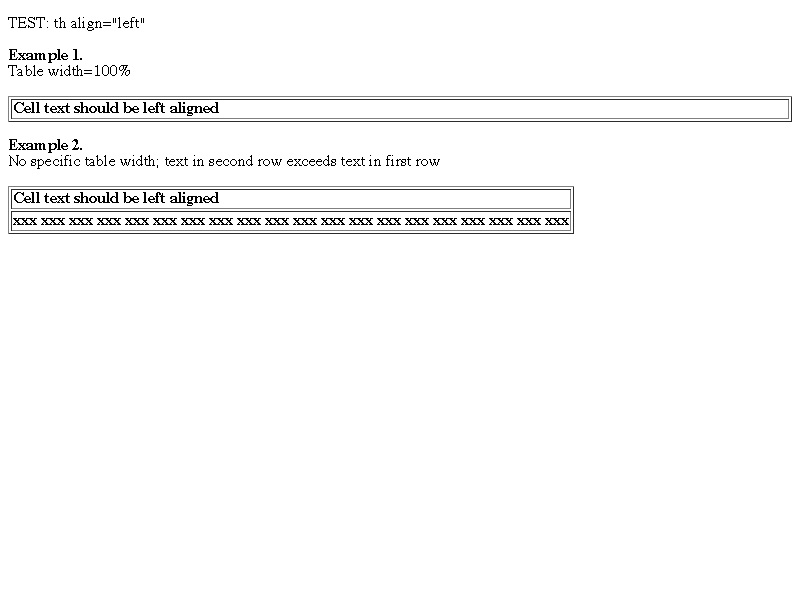 TEST: th align="left"
Example 1.
Table width=100%
Cell text should be left aligned
Example 2.
No specific table width; text in second row exceeds text in first row
Cell text should be left aligned
xxx xxx xxx xxx xxx xxx xxx xxx xxx xxx xxx xxx xxx xxx xxx xxx xxx xxx xxx xxx